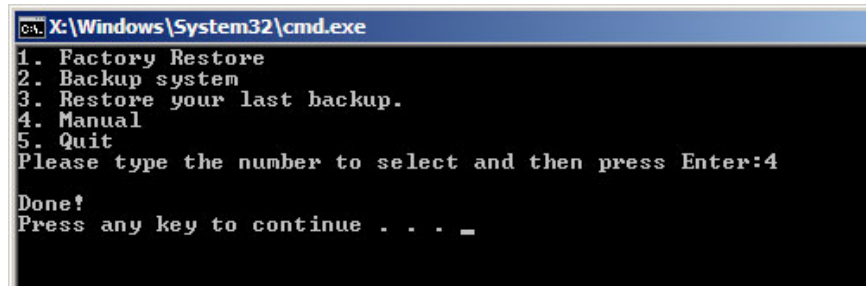 C:\. X:\Windows\System32\cmd.exe
1. Factory Restore
2. Backup system
3. Restore your last backup.
4. Manual
5. Quit
Please type the number to select and then press Enter:4
Done!
Press any key to continue . . . _